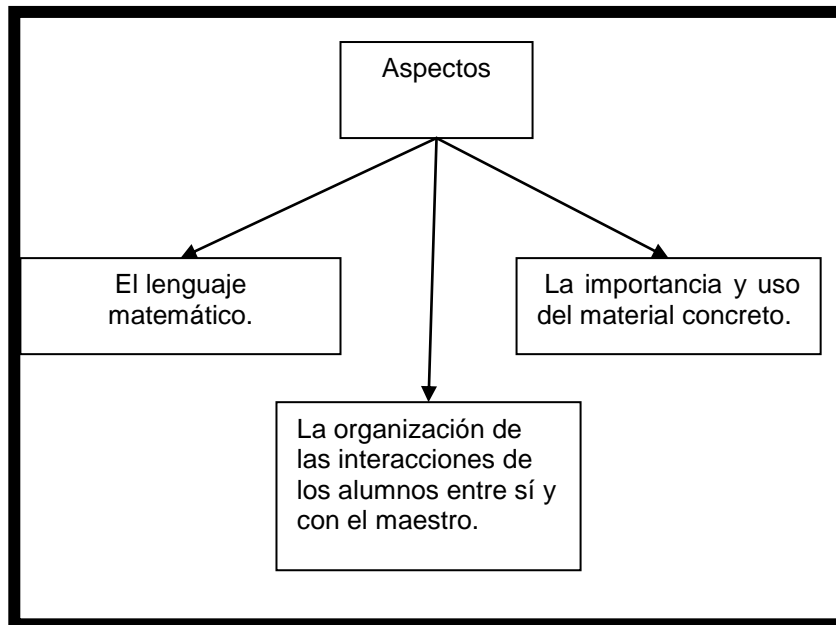 Aspectos
El lenguaje
matemático.
La importancia y uso
del material concreto.
La organización de
las interacciones de
los alumnos entre sí y
con el maestro.